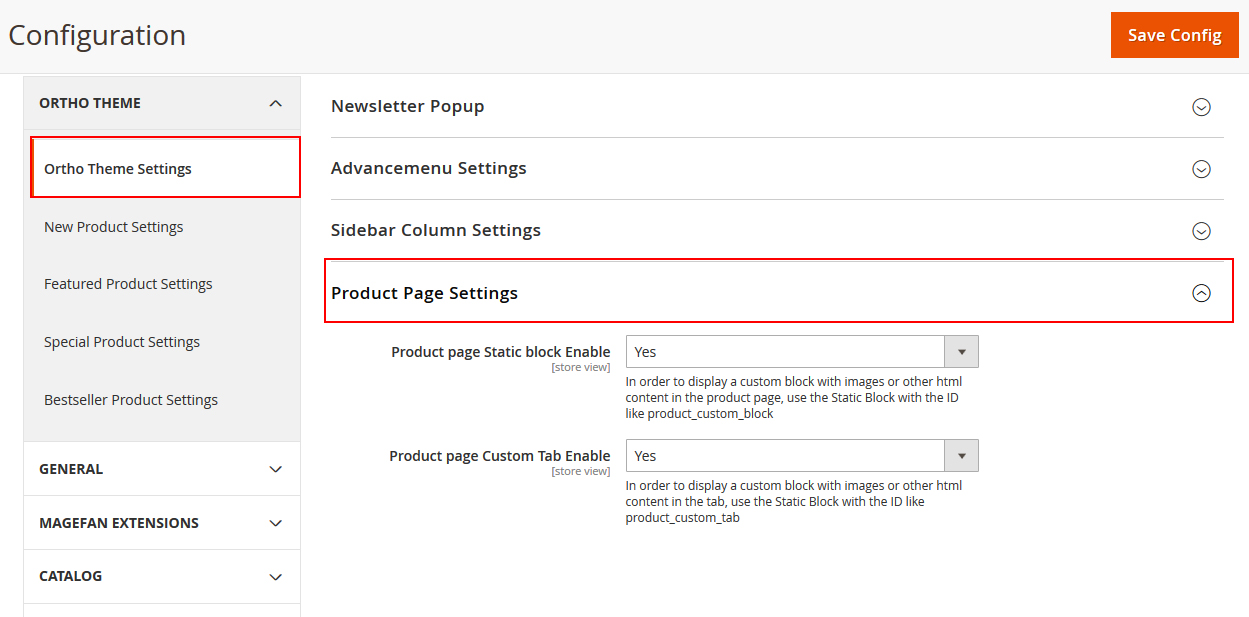 Configuration
Save Config
ORTHO THEME
Ortho Theme Settings
New Product Settings
Featured Product Settings
Special Product Settings
Bestseller Product Settings
GENERAL
MAGEFAN EXTENSIONS
CATALOG
Newsletter Popup
Advancemenu Settings
Sidebar Column Settings
Product Page Settings
Product page Static block Enable
[store view]
Yes
In order to display a custom block with images or other html
content in the product page, use the Static Block with the ID
like product_custom_block
Product page Custom Tab Enable
[store view]
Yes
In order to display a custom block with images or other html
content in the tab, use the Static Block with the ID like
product_custom_tab